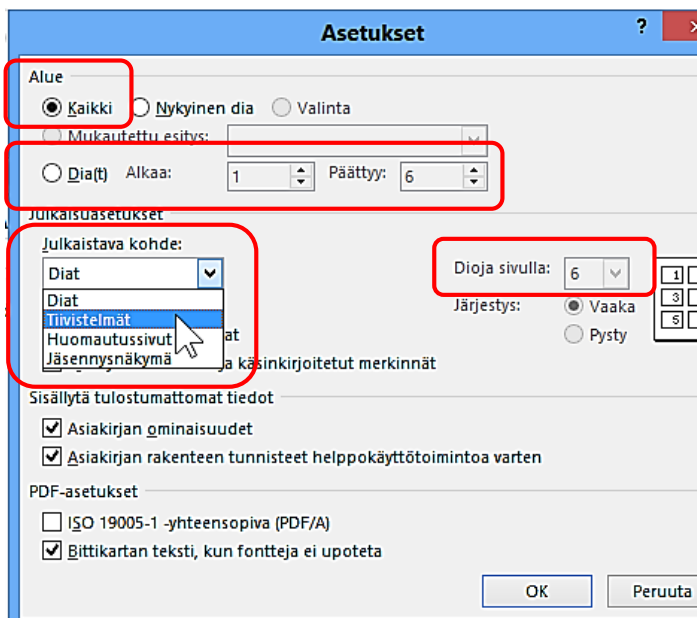 Asetukset
?
Alue
Kaikki Nykyinen dia Valinta
Mukautettu esitys:
Dia(t) Alkaa: 1 Päättyy: 6
Julkaisuasetukset
Julkaistava kohde:
Diat
Diat
Tiivistelmät
Huomautussivut
Jäsennysnäkymä
Dioja sivulla: 6
Järjestys: Vaaka
Pysty
1
3
5
at
ja käsinkirjoitetut merkinnät
Sisällytä tulostumattomat tiedot
Asiakirjan ominaisuudet
Asiakirjan rakenteen tunnisteet helppokäyttötoimintoa varten
PDF-asetukset
ISO 19005-1 -yhteensopiva (PDF/A)
Bittikartan teksti, kun fontteja ei upoteta
OK Peruuta